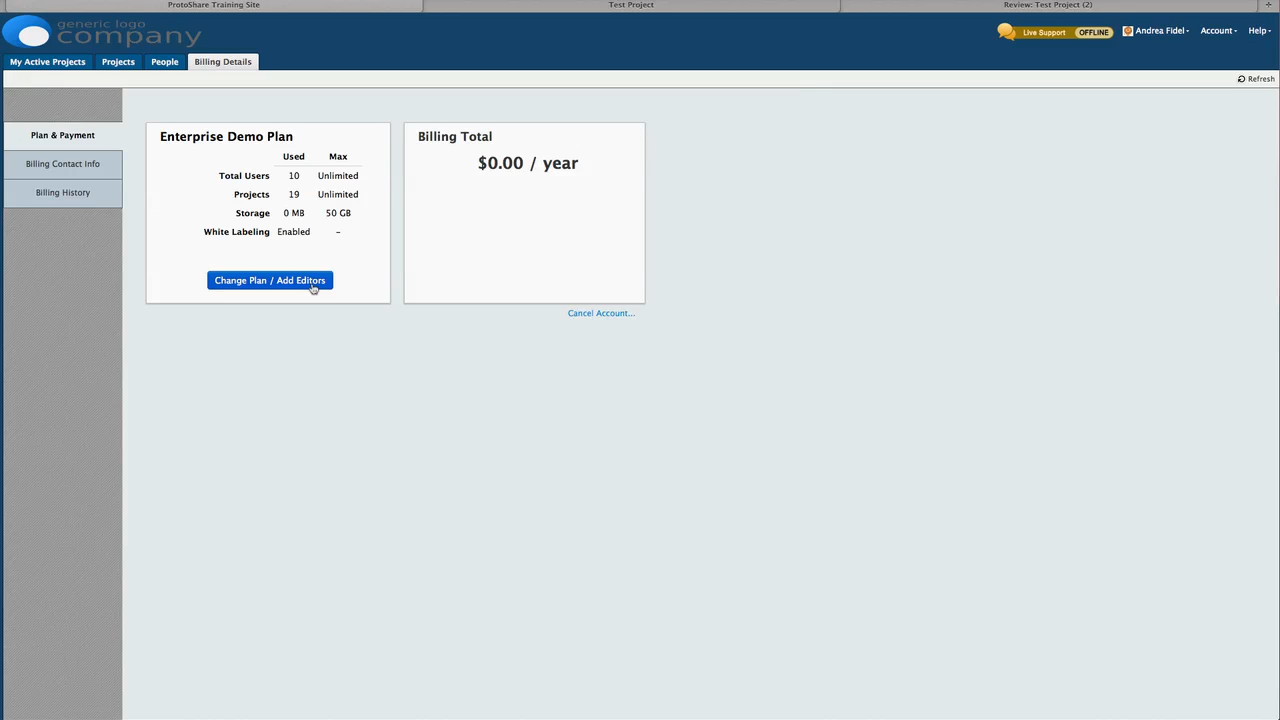 ProtoShare Training Site Test Project Review: Test Project (2) +
generic logo
company
Live Support OFFLINE Andrea Fidel Account Help
My Active Projects Projects People Billing Details
Refresh
Plan & Payment
Billing Contact Info
Billing History
Enterprise Demo Plan
Used Max
Total Users 10 Unlimited
Projects 19 Unlimited
Storage 0 MB 50 GB
White Labeling Enabled –
Change Plan / Add Editors
Billing Total
$0.00 / year
Cancel Account...